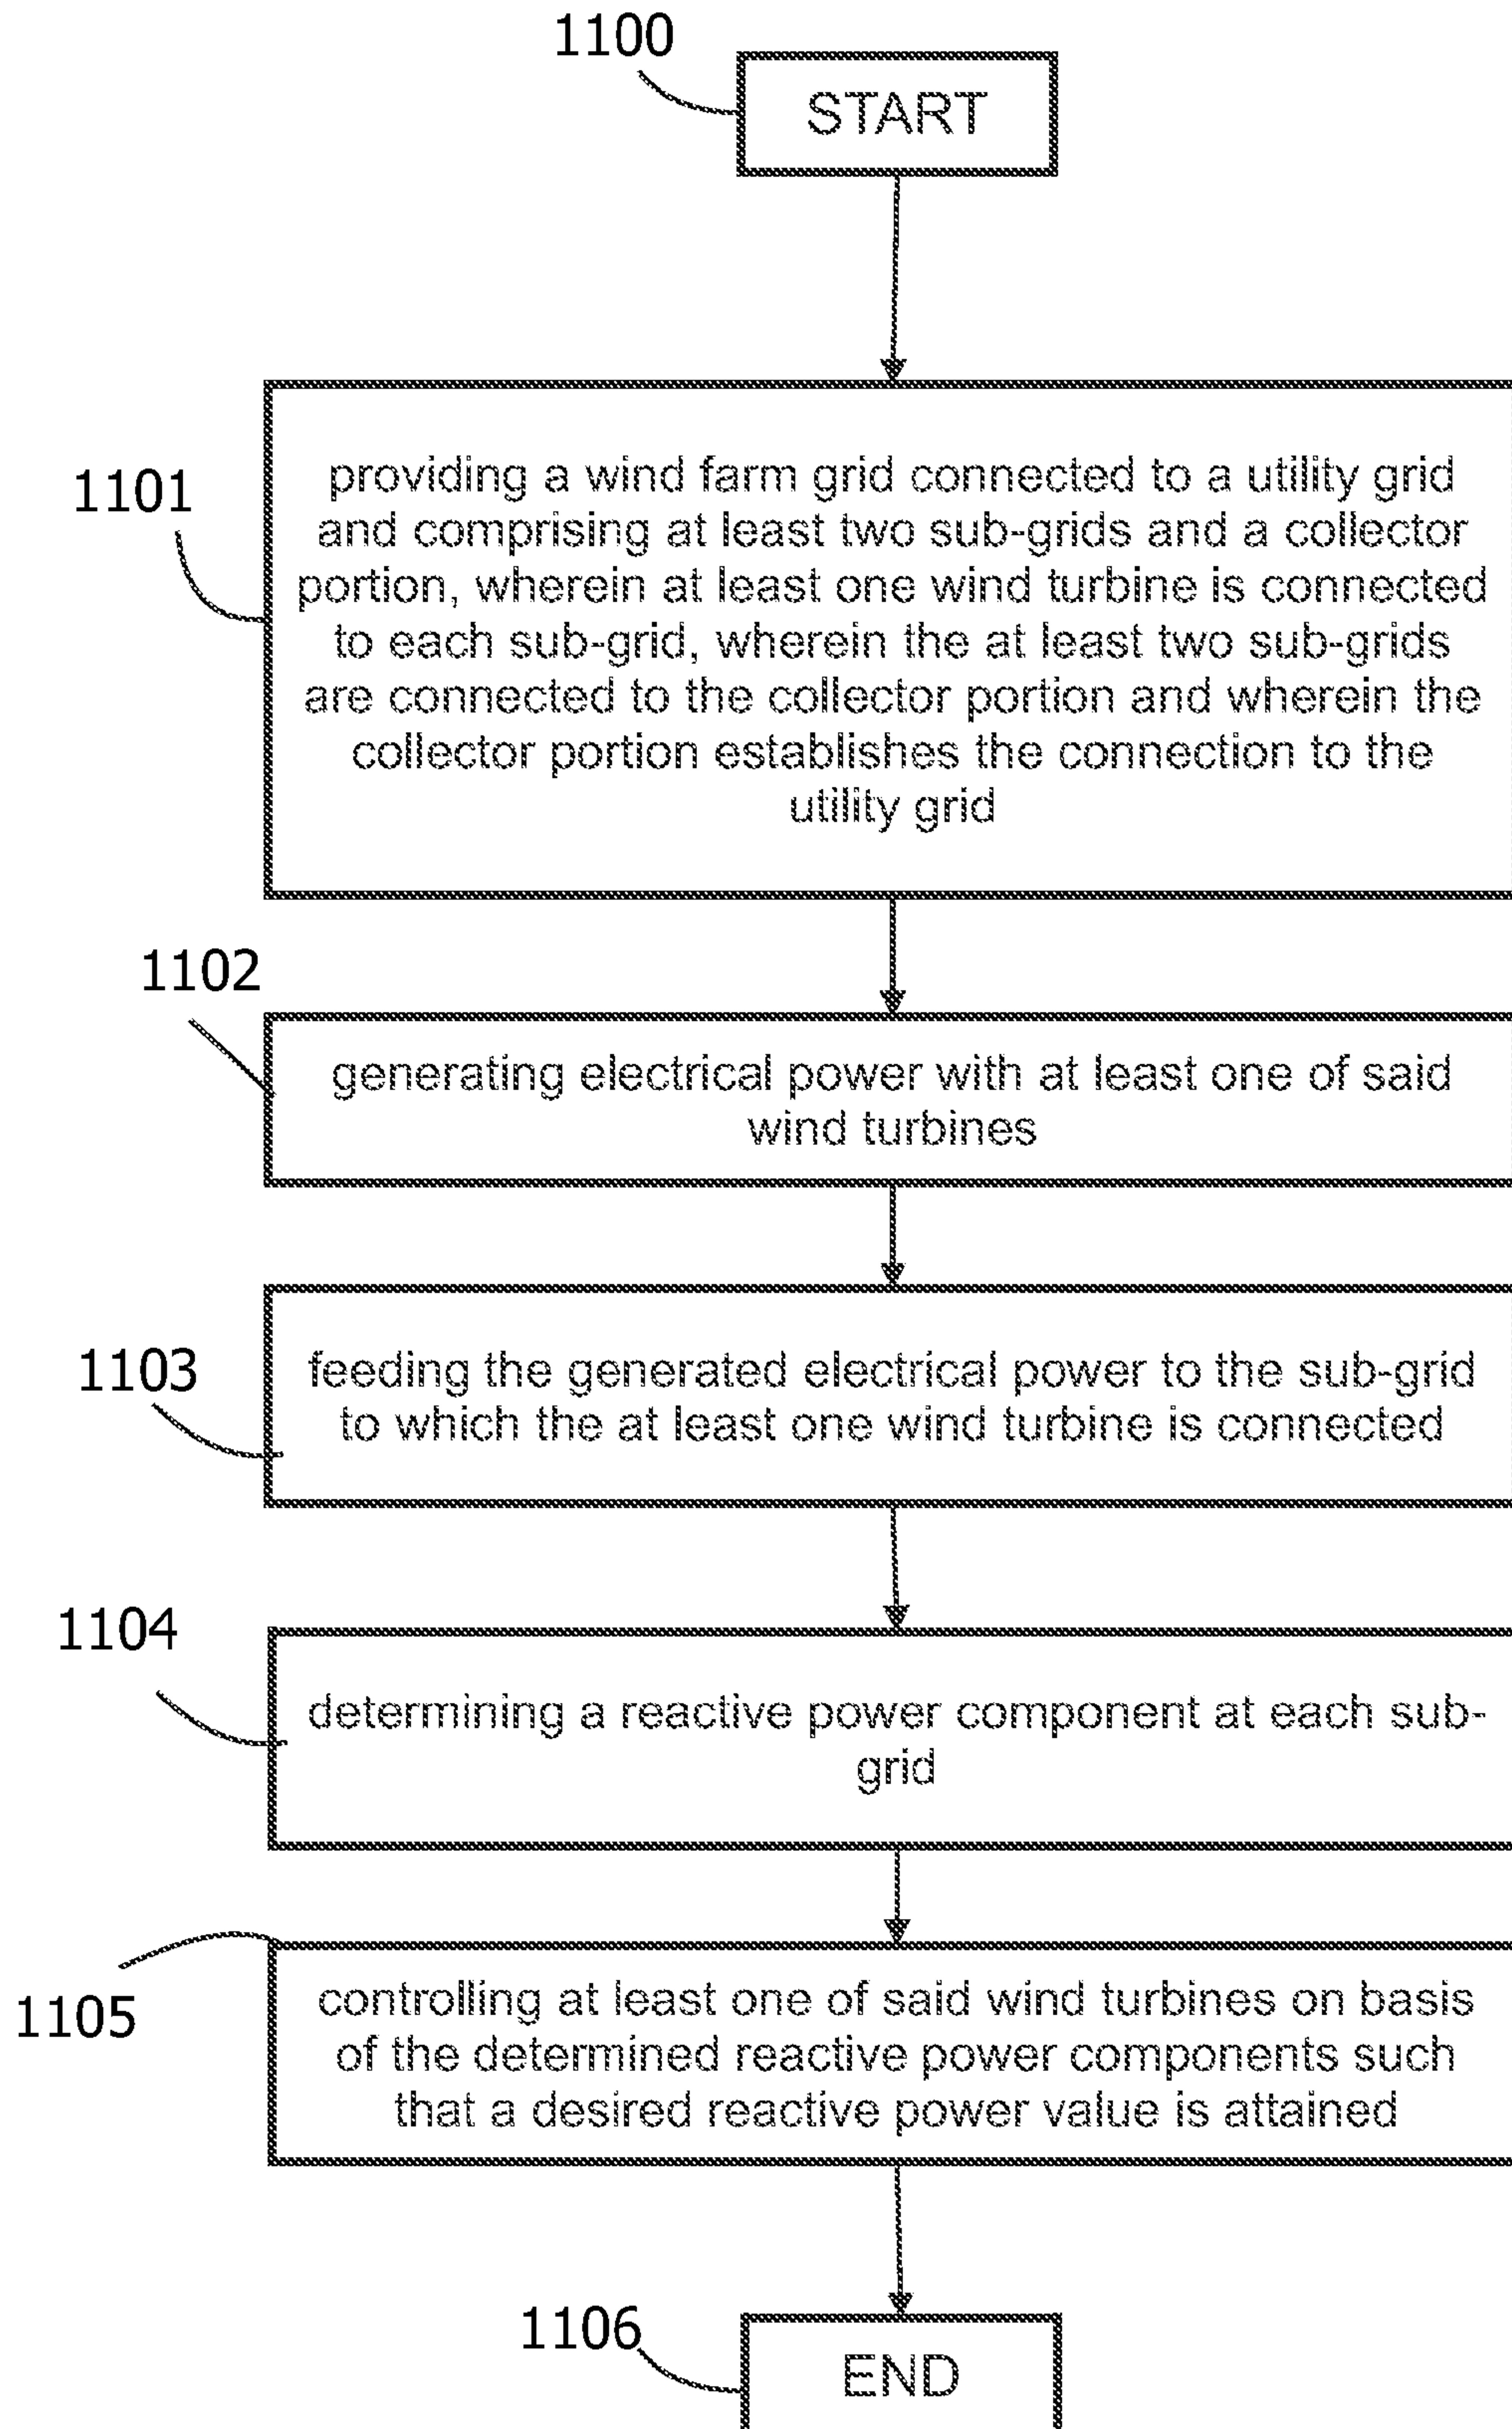 1100
START
1101
providing a wind farm grid connected to a utility grid
and comprising at least two sub-grids and a collector
portion, wherein at least one wind turbine is connected
to each sub-grid, wherein the at least two sub-grids
are connected to the collector portion and wherein the
collector portion establishes the connection to the
utility grid
1102
generating electrical power with at least one of said
wind turbines
1103
feeding the generated electrical power to the sub-grid
to which the at least one wind turbine is connected
1104
determining a reactive power component at each sub-
grid
1105
controlling at least one of said wind turbines on basis
of the determined reactive power components such
that a desired reactive power value is attained
1106
END